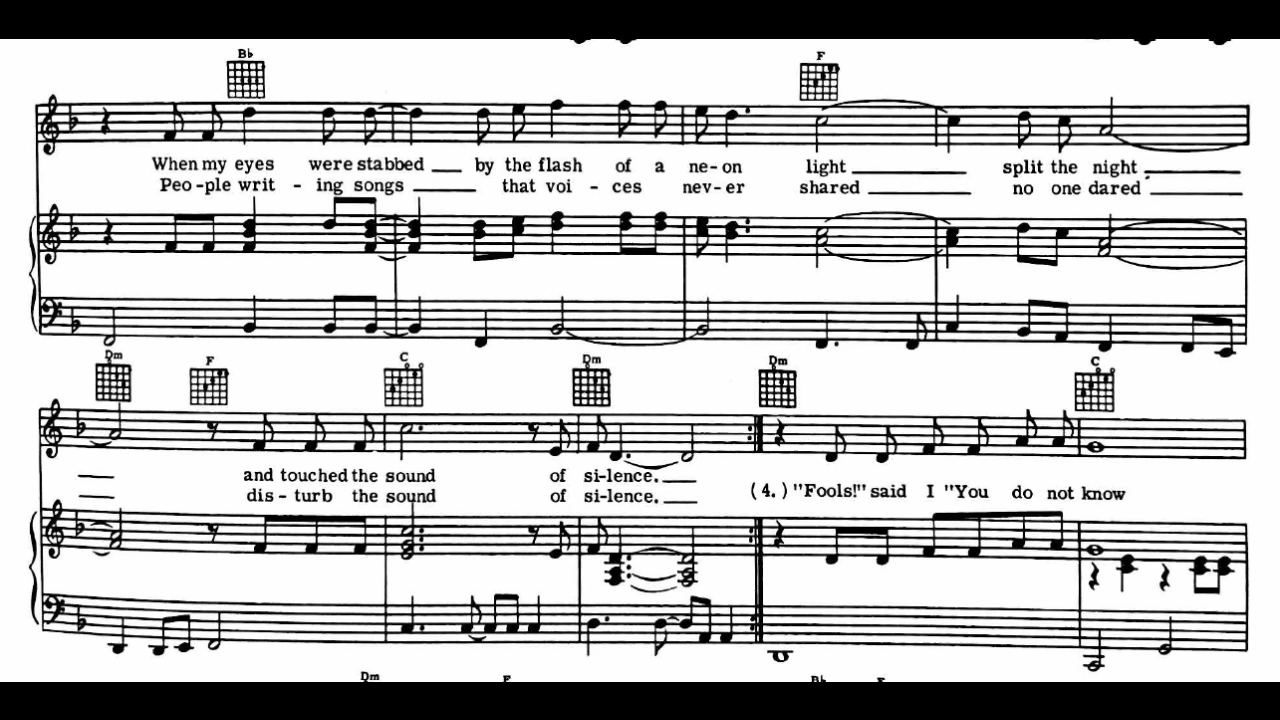 Bb F
When my eyes were stabbed by the flash of a ne-on light split the night
Peo-ple writ-ing songs that voi-ces nev-er shared no one dared
Dm F C Dm Dm C
and touched the sound of si-lence.
dis-turb the sound of si-lence. (4.) "Fools!" said I "You do not know
Dm F Bb F